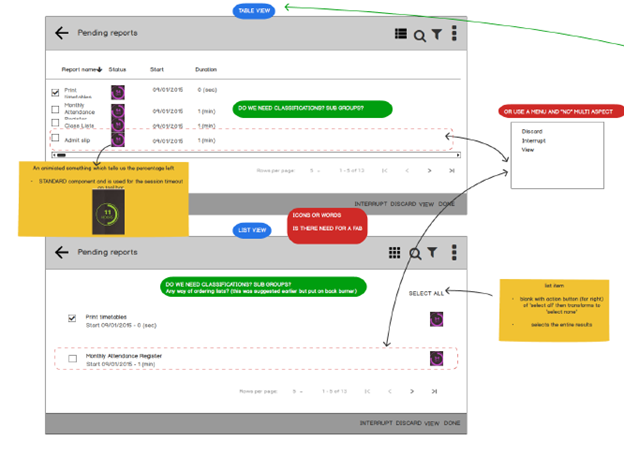 TABLE VIEW
Pending reports
Report name Status Start Duration
Print timetables 09/01/2015 0 (sec)
Monthly Attendance Register 09/01/2015 1 (min)
Class Lists 09/01/2015 1 (min)
Admit slip 09/01/2015 1 (min)
DO WE NEED CLASSIFICATIONS? SUB GROUPS?
Rows per page: 5 1 - 5 of 13
INTERRUPT DISCARD VIEW DONE
OR USE A MENU AND "NO" MULTI ASPECT
Discard
Interrupt
View
An animated something which tells us the percentage left
- STANDARD component and is used for the session timeout
11
ICONS OR WORDS
IS THERE NEED FOR A FAB
LIST VIEW
Pending reports
DO WE NEED CLASSIFICATIONS? SUB GROUPS?
Any way of ordering lists? (this was suggested earlier but put on back burner)
SELECT ALL
Print timetables
Start 09/01/2015 - 0 (sec)
Monthly Attendance Register
Start 09/01/2015 - 1 (min)
Rows per page: 5 1 - 5 of 13
INTERRUPT DISCARD VIEW DONE
list item
- blank with action button (far right)
of 'select all' then transforms to
'select none'
- selects the entire results